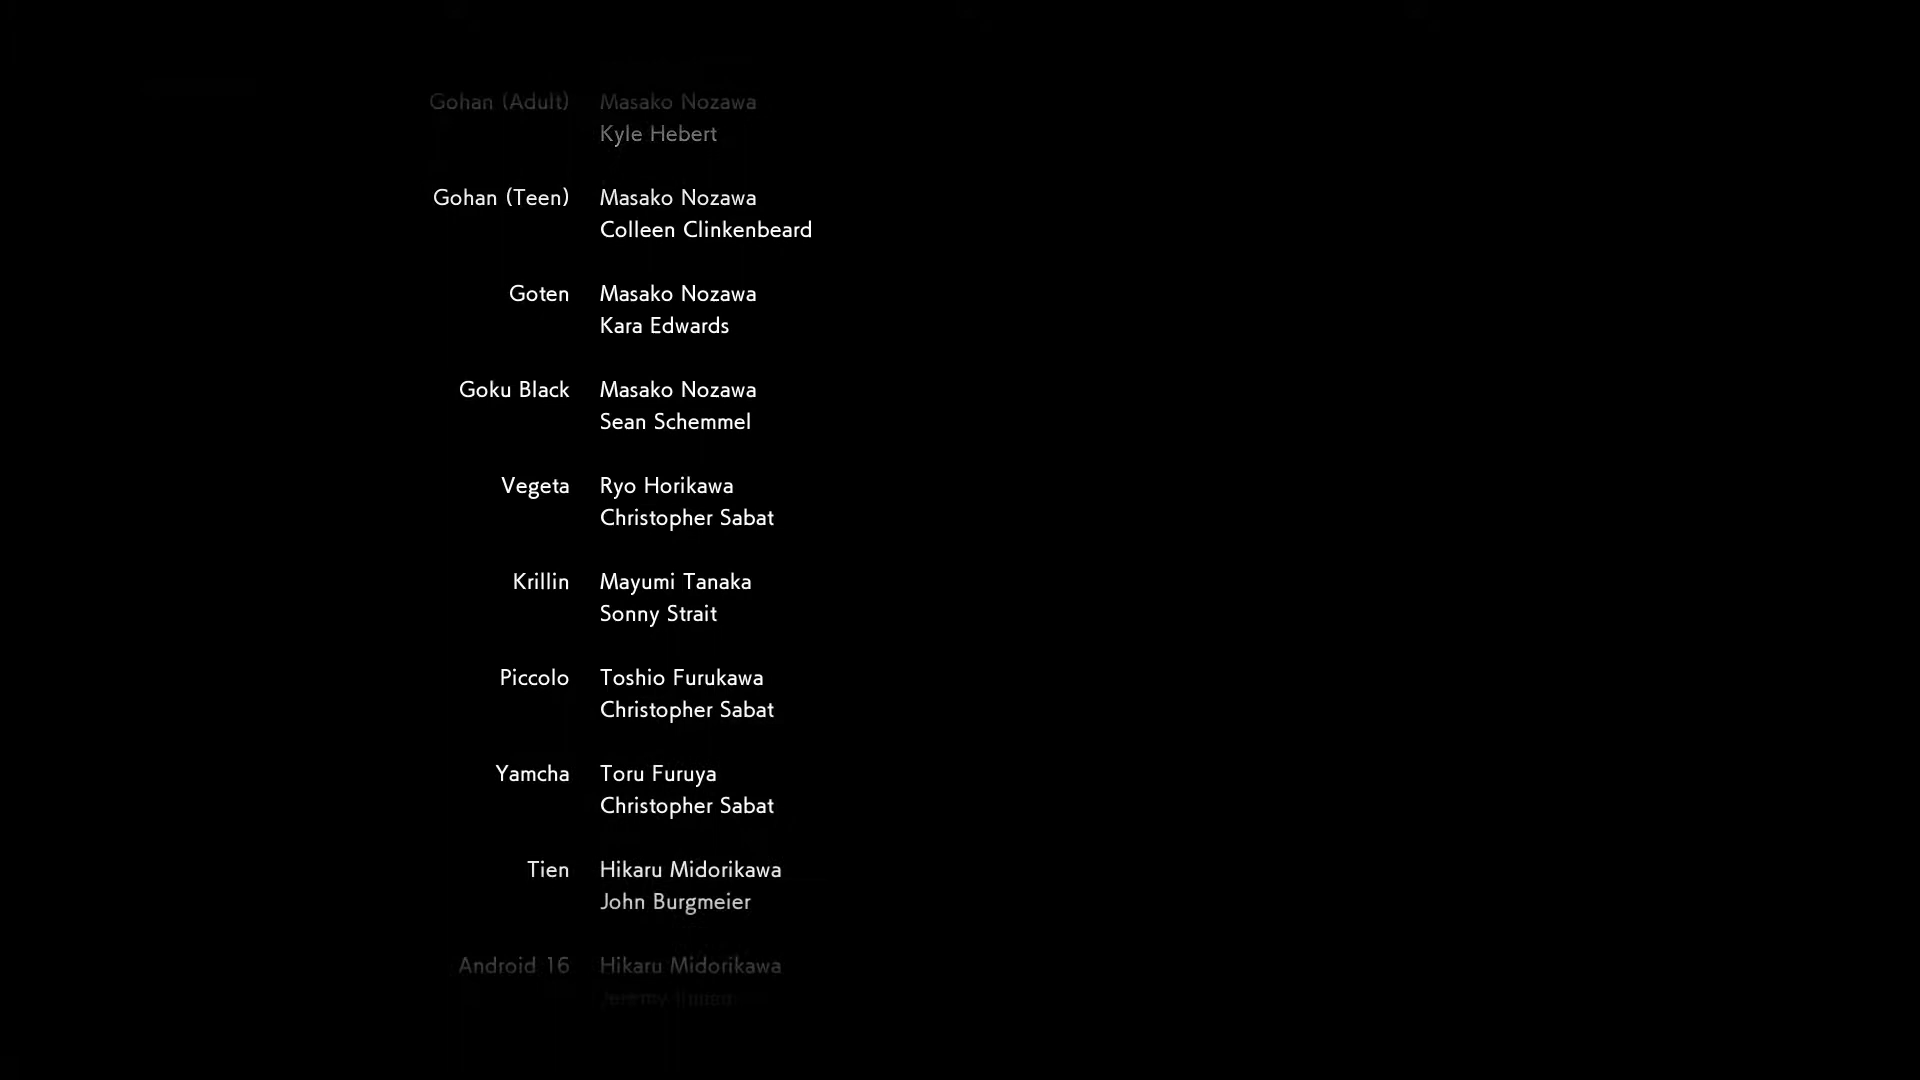 Gohan (Adult) Masako Nozawa
Kyle Hebert
Gohan (Teen) Masako Nozawa
Colleen Clinkenbeard
Goten Masako Nozawa
Kara Edwards
Goku Black Masako Nozawa
Sean Schemmel
Vegeta Ryo Horikawa
Christopher Sabat
Krillin Mayumi Tanaka
Sonny Strait
Piccolo Toshio Furukawa
Christopher Sabat
Yamcha Toru Furuya
Christopher Sabat
Tien Hikaru Midorikawa
John Burgmeier
Android 16 Hikaru Midorikawa
Jeremy